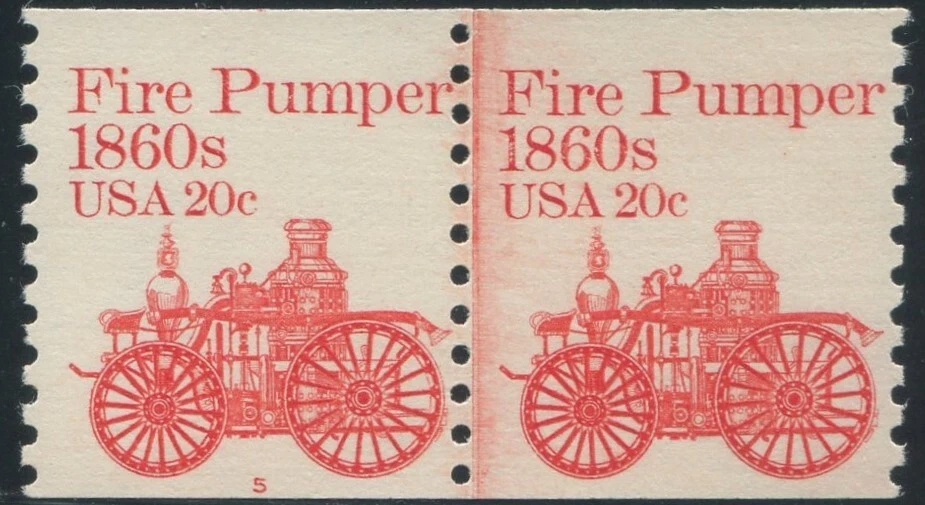 Fire Pumper
1860s
USA 20c
5
Fire Pumper
1860s
USA 20c